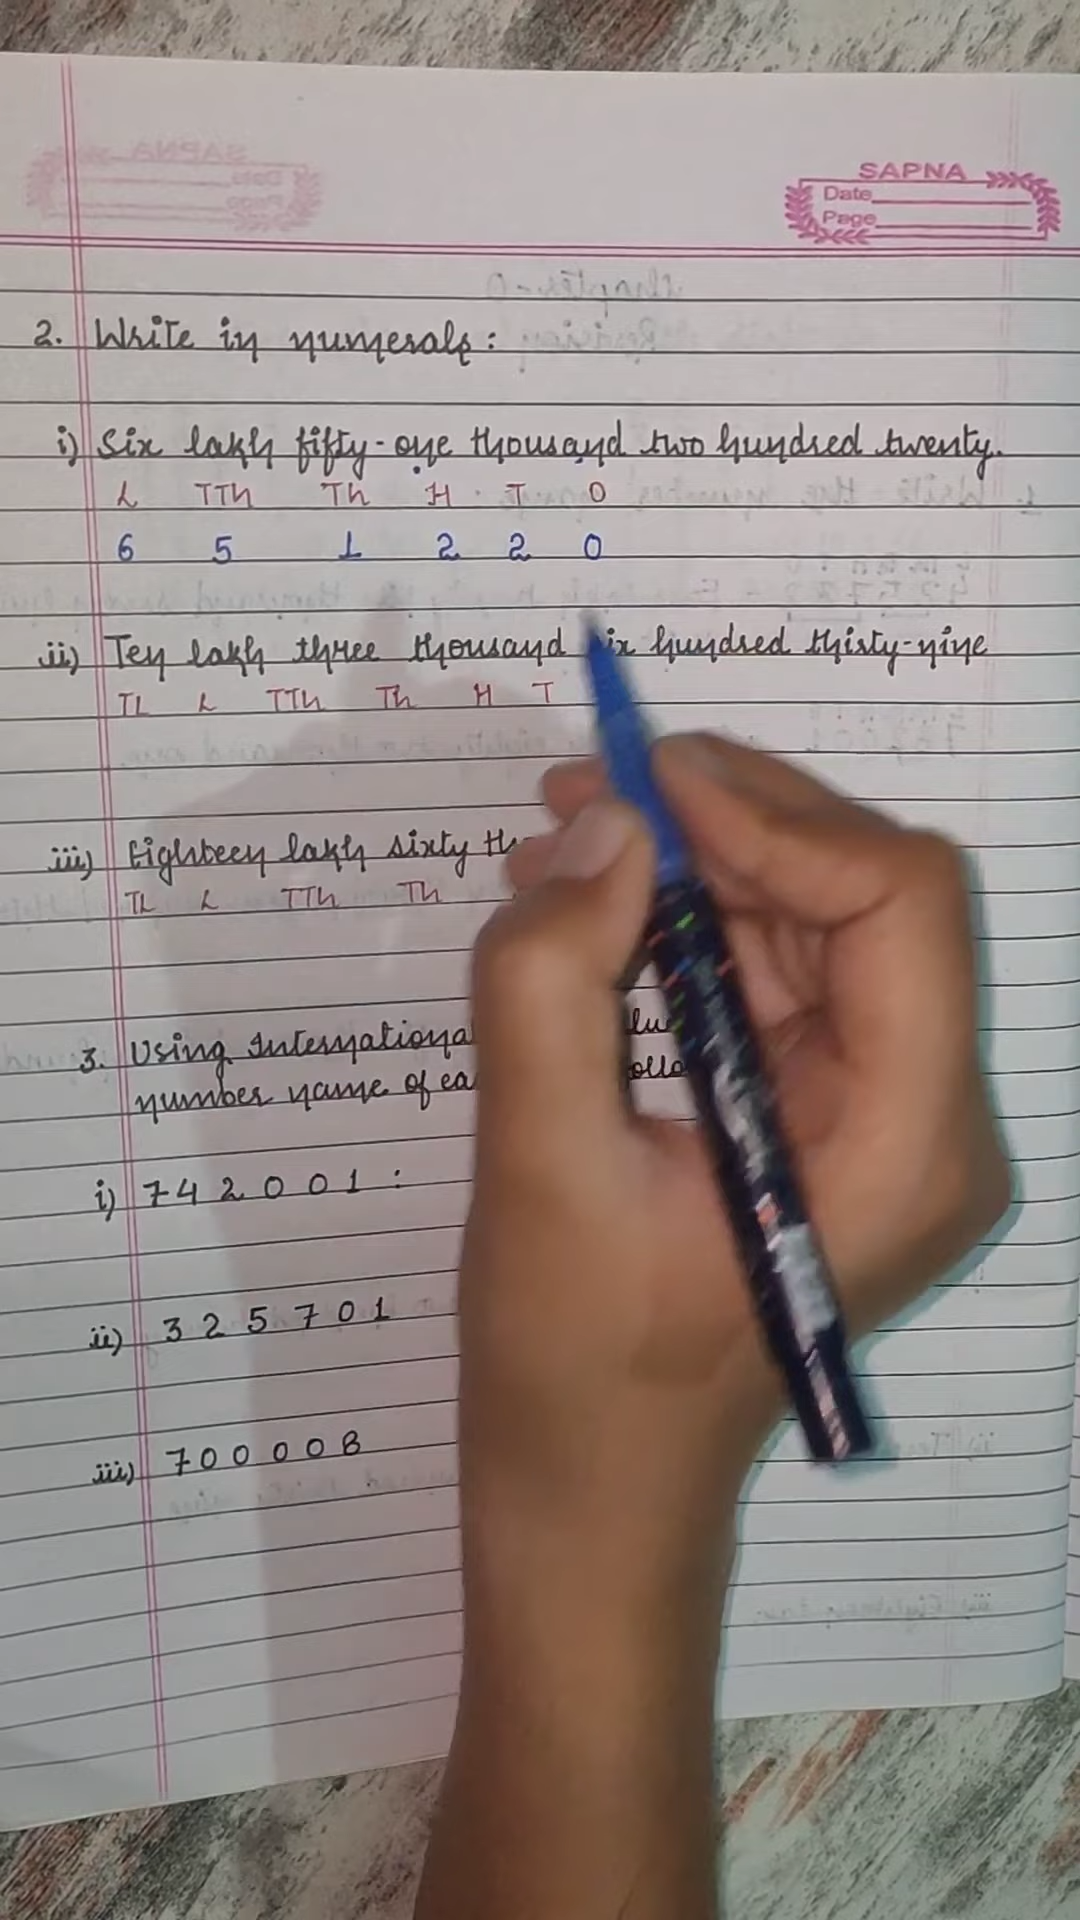 SAPNA
Date
Page
2. Write in numerals:
i) Six lakh fifty-one thousand two hundred twenty.
L TTh Th H T O
6 5 1 2 2 0
ii) Ten lakh three thousand six hundred thirty-nine
TL L TTh Th H T
iii) Eighteen lakh sixty
TL L TTh Th
3. Using
number name of
i) 742001:
ii) 325701
iii) 700008